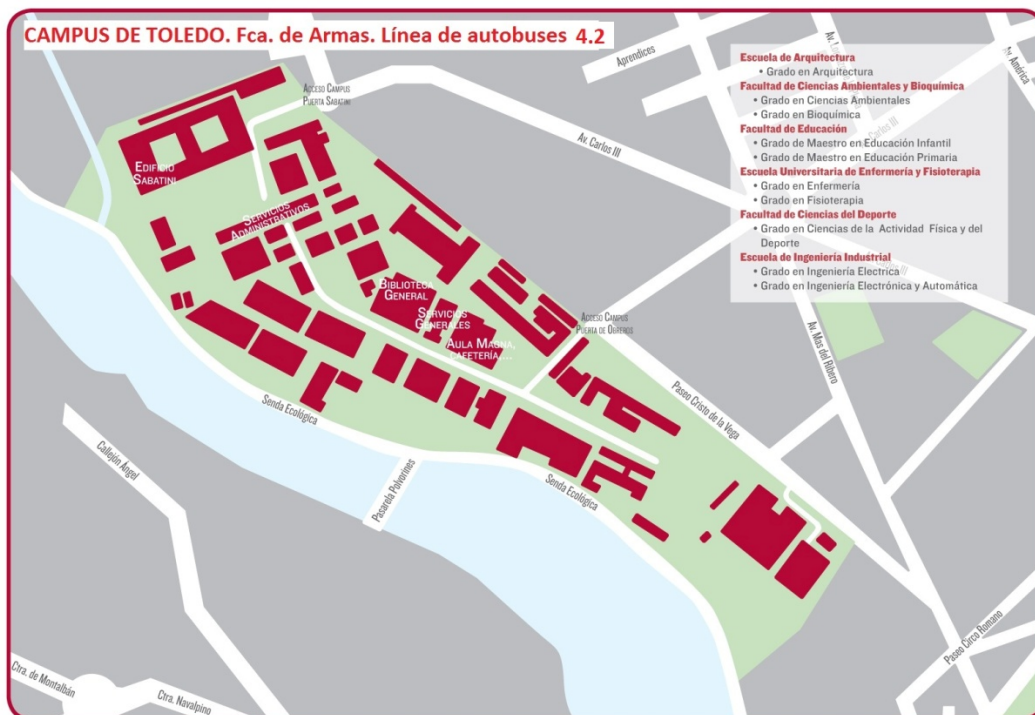 CAMPUS DE TOLEDO. Fca. de Armas. Línea de autobuses 4.2
Escuela de Arquitectura
• Grado en Arquitectura
Facultad de Ciencias Ambientales y Bioquímica
• Grado en Ciencias Ambientales
• Grado en Bioquímica
Facultad de Educación
• Grado de Maestro en Educación Infantil
• Grado de Maestro en Educación Primaria
Escuela Universitaria de Enfermería y Fisioterapia
• Grado en Enfermería
• Grado en Fisioterapia
Facultad de Ciencias del Deporte
• Grado en Ciencias de la Actividad Física y del
Deporte
Escuela de Ingeniería Industrial
• Grado en Ingeniería Electrica
• Grado en Ingeniería Electrónica y Automática
Aprendices
Av. América
Acceso Campus
Puerta Sabatini
Av. Carlos III
Edificio
Sabatini
Servicios
Administrativos
Biblioteca
General
Servicios
Generales
Aula Magna,
cafetería,...
Acceso Campus
Puerta de Obreros
Av. Mas del Ribero
Paseo Cristo de la Vega
Senda Ecológica
Callejón Angel
Pasarela Polvorines
Senda Ecológica
Paseo Circo Romano
Ctra. de Montalbán
Ctra. Navalpino